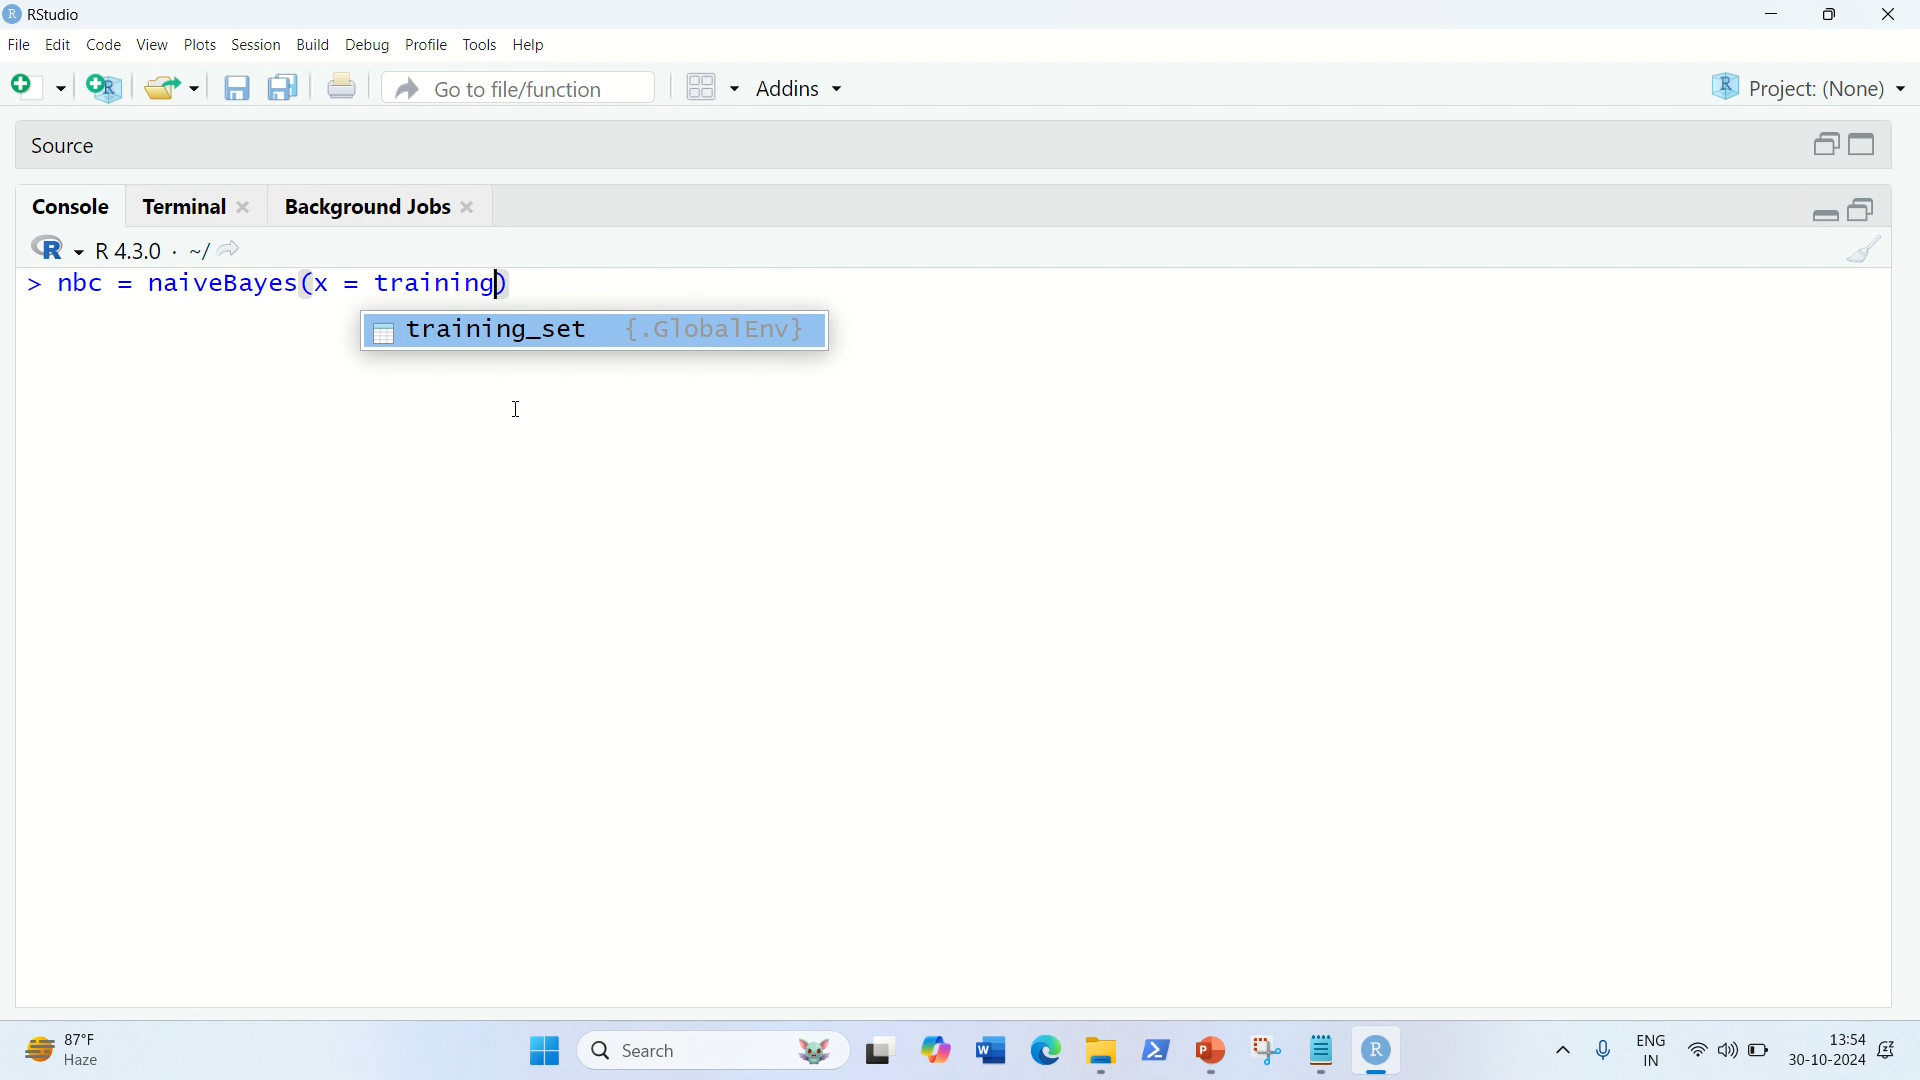 RStudio
File Edit Code View Plots Session Build Debug Profile Tools Help
Go to file/function Addins Project: (None)
Source
Console Terminal Background Jobs
R 4.3.0 · ~/
> nbc = naiveBayes(x = training)
training_set {.GlobalEnv}
87°F
Haze
Search
ENG
IN
13:54
30-10-2024